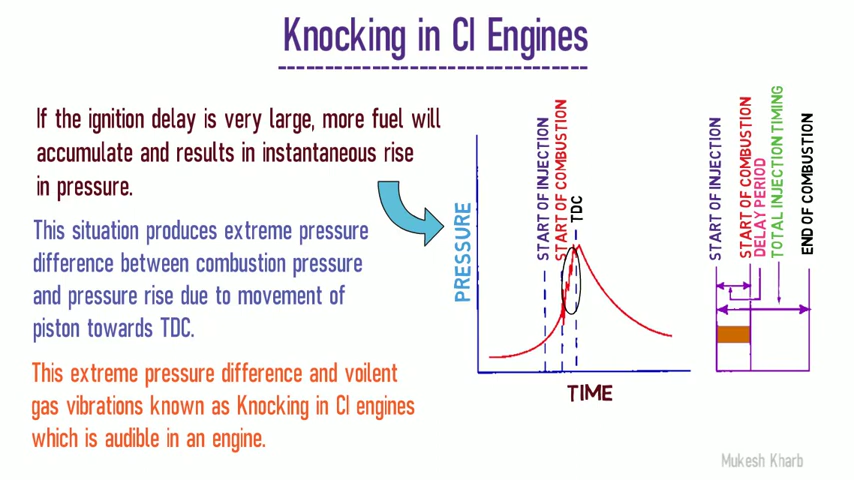 Knocking in CI Engines
If the ignition delay is very large, more fuel will
accumulate and results in instantaneous rise
in pressure.
This situation produces extreme pressure
difference between combustion pressure
and pressure rise due to movement of
piston towards TDC.
This extreme pressure difference and voilent
gas vibrations known as Knocking in CI engines
which is audible in an engine.
PRESSURE
START OF INJECTION
START OF COMBUSTION
TDC
TIME
START OF INJECTION
START OF COMBUSTION
DELAY PERIOD
TOTAL INJECTION TIMING
END OF COMBUSTION
Mukesh Kharb